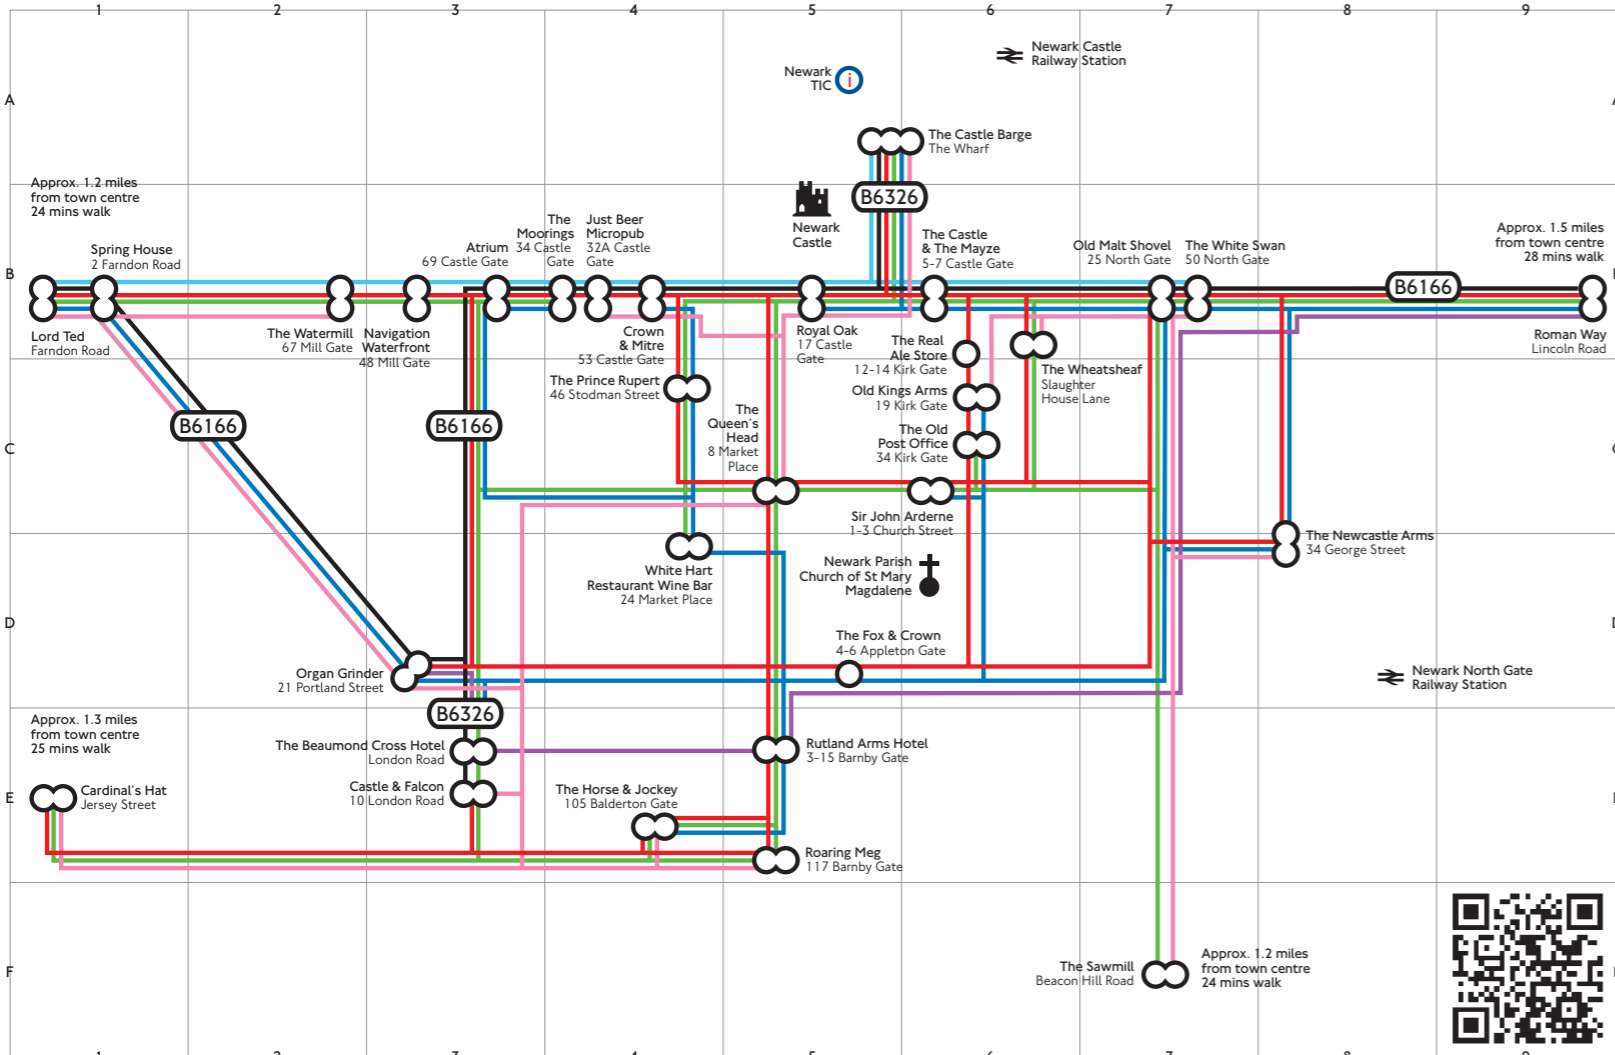 1 2 3 4 5 6 7 8 9
Newark Castle
Railway Station
Newark
TIC
i
A
The Castle Barge
The Wharf
Approx. 1.2 miles
from town centre
24 mins walk
B6326
Newark
Castle
Spring House
2 Farndon Road
Atrium
69 Castle Gate
The
Moorings
34 Castle
Gate
Just Beer
Micropub
32A Castle
Gate
The Castle
& The Mayze
5-7 Castle Gate
Old Malt Shovel
25 North Gate
The White Swan
50 North Gate
Approx. 1.5 miles
from town centre
28 mins walk
B
B6166
Lord Ted
Farndon Road
The Watermill
67 Mill Gate
Navigation
Waterfront
48 Mill Gate
Crown
& Mitre
53 Castle Gate
Royal Oak
17 Castle
Gate
The Real
Ale Store
12-14 Kirk Gate
Roman Way
Lincoln Road
The Wheatsheaf
Slaughter
House Lane
The Prince Rupert
46 Stodman Street
Old Kings Arms
19 Kirk Gate
B6166
B6166
The
Queen's
Head
8 Market
Place
The Old
Post Office
34 Kirk Gate
C
Sir John Arderne
1-3 Church Street
The Newcastle Arms
34 George Street
White Hart
Restaurant Wine Bar
24 Market Place
Newark Parish
Church of St Mary
Magdalene
D
The Fox & Crown
4-6 Appleton Gate
Organ Grinder
21 Portland Street
Newark North Gate
Railway Station
B6326
Approx. 1.3 miles
from town centre
25 mins walk
The Beaumond Cross Hotel
London Road
Rutland Arms Hotel
3-15 Barnby Gate
E
Cardinal's Hat
Jersey Street
Castle & Falcon
10 London Road
The Horse & Jockey
105 Balderton Gate
Roaring Meg
117 Barnby Gate
F
The Sawmill
Beacon Hill Road
Approx. 1.2 miles
from town centre
24 mins walk